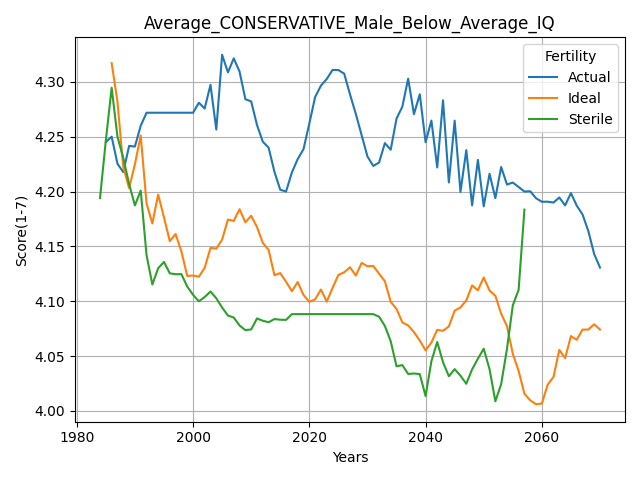 Average_CONSERVATIVE_Male_Below_Average_IQ
Fertility
Actual
Ideal
Sterile
Score(1-7)
4.30
4.25
4.20
4.15
4.10
4.05
4.00
1980 2000 2020 2040 2060
Years